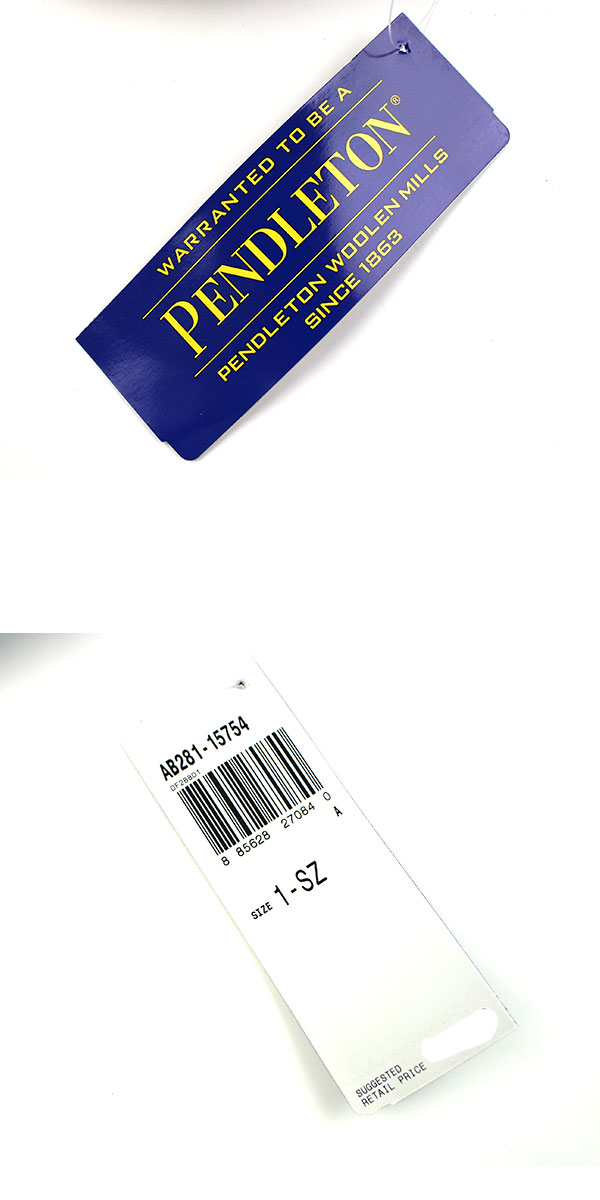 WARRANTED TO BE A
PENDLETON®
PENDLETON WOOLEN MILLS
SINCE 1863
AB281-15754
DF28801
8 85628 27084 0
A
SIZE 1-SZ
SUGGESTED
RETAIL PRICE